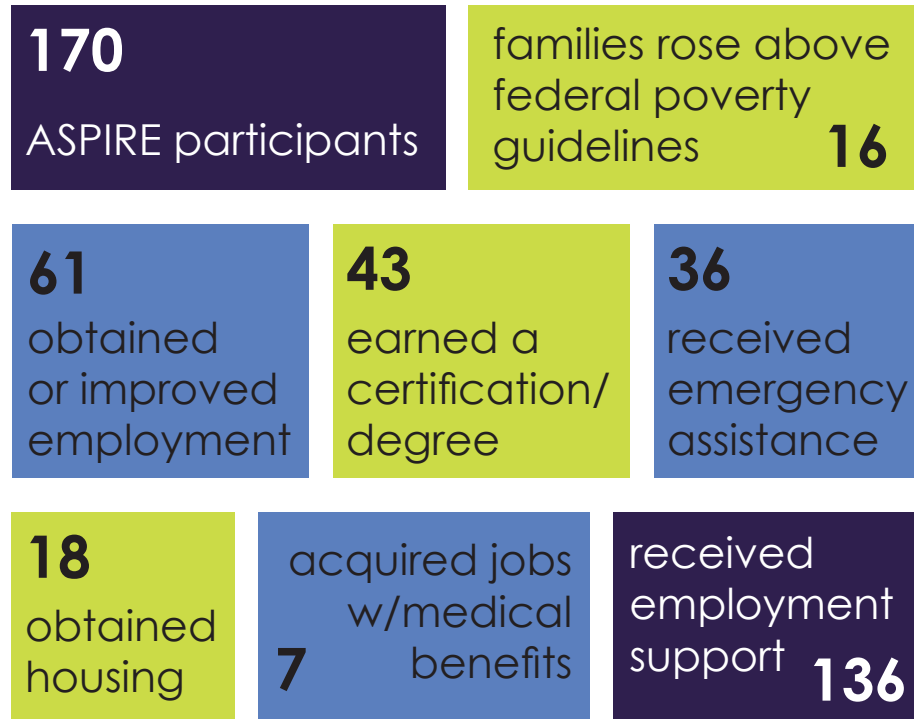 170
ASPIRE participants
families rose above
federal poverty
guidelines 16
61
obtained
or improved
employment
43
earned a
certification/
degree
36
received
emergency
assistance
18
obtained
housing
acquired jobs
w/medical
7 benefits
received
employment
support 136